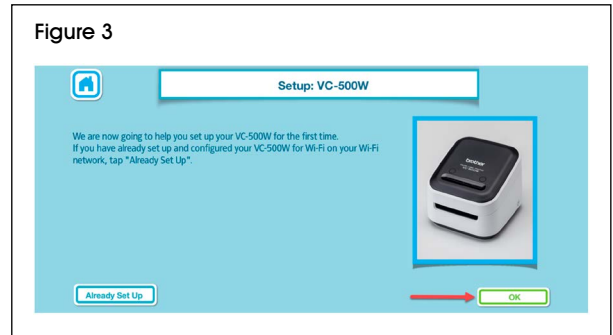 Figure 3
Setup: VC-500W
We are now going to help you set up your VC-500W for the first time.
If you have already set up and configured your VC-500W for Wi-Fi on your Wi-Fi
network, tap "Already Set Up".
brother
Already Set Up
OK